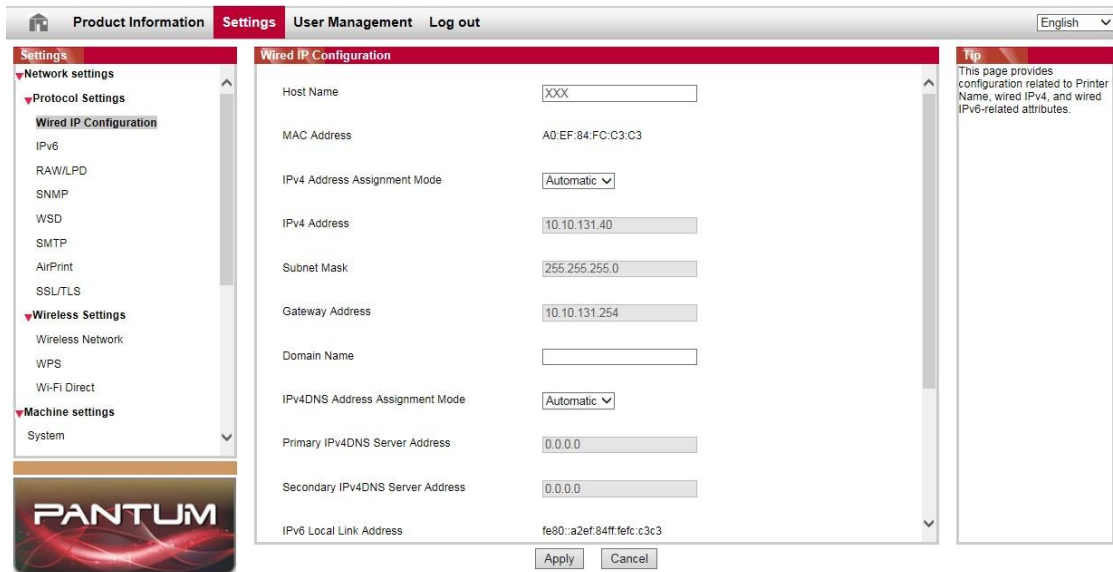 Product Information
Settings
User Management
Log out
English
Settings
Network settings
Protocol Settings
Wired IP Configuration
IPv6
RAW/LPD
SNMP
WSD
SMTP
AirPrint
SSL/TLS
Wireless Settings
Wireless Network
WPS
Wi-Fi Direct
Machine settings
System
PANTUM
Wired IP Configuration
Host Name XXX
MAC Address A0:EF:84:FC:C3:C3
IPv4 Address Assignment Mode Automatic
IPv4 Address 10.10.131.40
Subnet Mask 255.255.255.0
Gateway Address 10.10.131.254
Domain Name
IPv4DNS Address Assignment Mode Automatic
Primary IPv4DNS Server Address 0.0.0.0
Secondary IPv4DNS Server Address 0.0.0.0
IPv6 Local Link Address fe80::a2ef:84ff:fefc:c3c3
Apply Cancel
Tip
This page provides
configuration related to Printer
Name, wired IPv4, and wired
IPv6-related attributes.